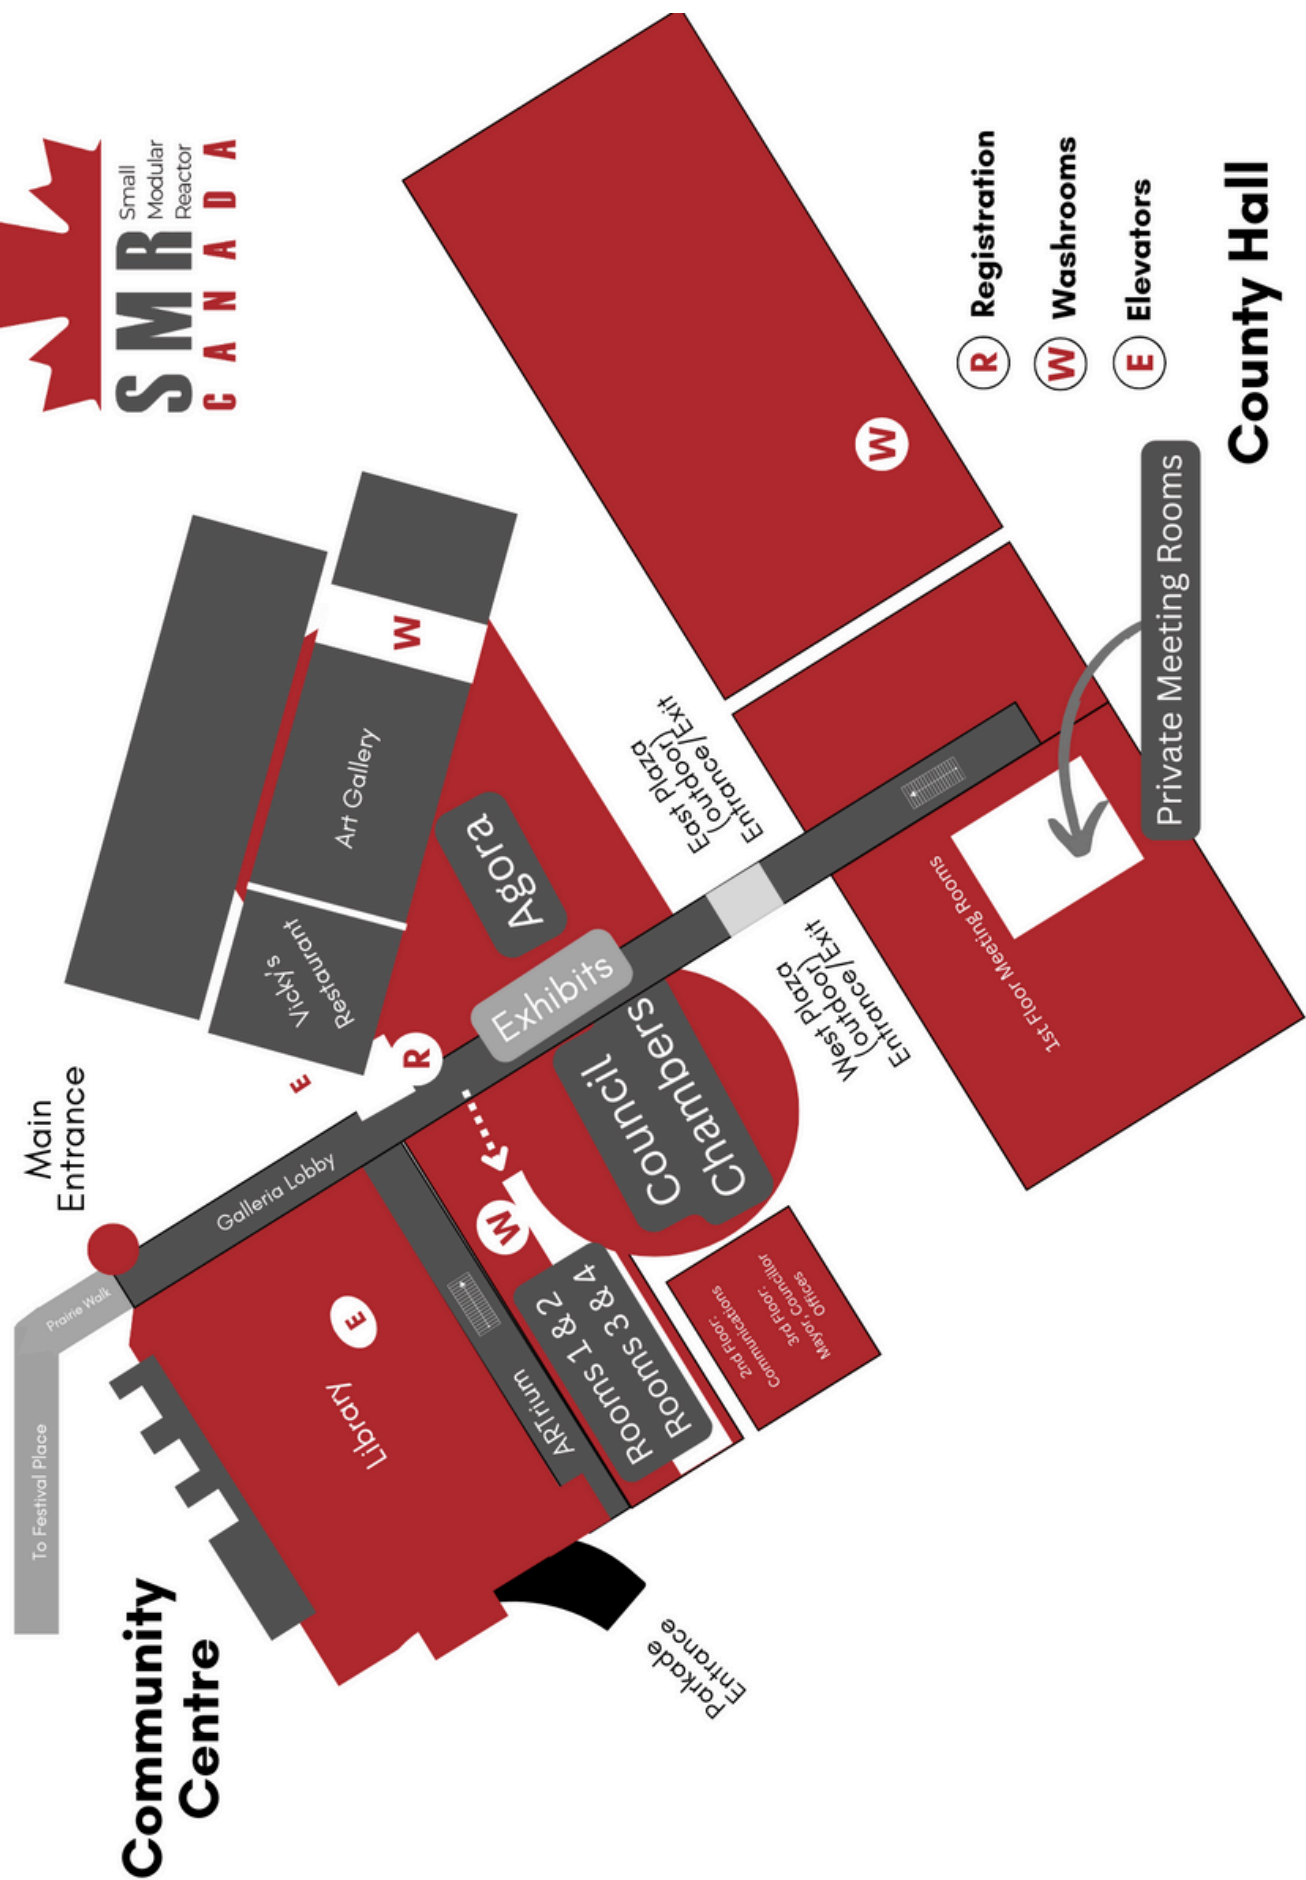 Community
Centre
To Festival Place
Prairie Walk
Main
Entrance
SMR
Small
Modular
Reactor
CANADA
Galleria Lobby
E
Library
E
Vicky's
Restaurant
Art Gallery
W
R
Agora
Exhibits
ARTrium
W
Rooms 1 & 2
Rooms 3 & 4
Council
Chambers
Parkade
Entrance
2nd Floor:
Communications
3rd Floor:
Mayor, Councillor
Offices
East Plaza
(outdoor)
Entrance/Exit
West Plaza
(outdoor)
Entrance/Exit
W
1st Floor Meeting Rooms
Private Meeting Rooms
R Registration
W Washrooms
E Elevators
County Hall